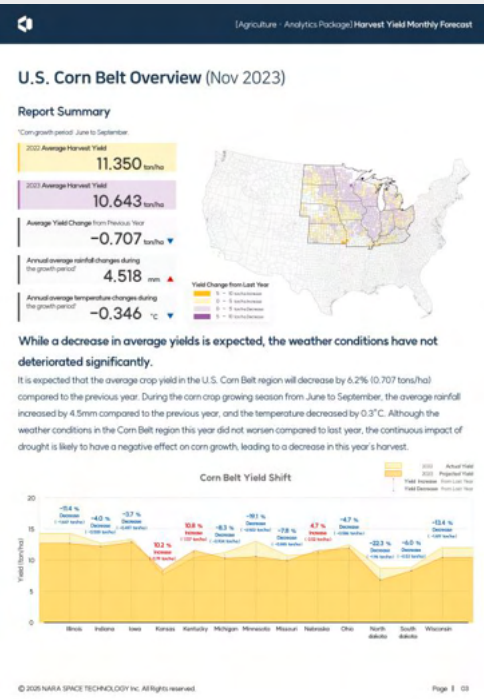 [Agriculture - Analytics Package] Harvest Yield Monthly Forecast
U.S. Corn Belt Overview (Nov 2023)
Report Summary
*Corn growth period: June to September.
2022 Average Harvest Yield
11.350 ton/ha
2023 Average Harvest Yield
10.643 ton/ha
Average Yield Change from Previous Year
-0.707 ton/ha ▼
Annual average rainfall changes during
the growth period*
4.518 mm ▲
Annual average temperature changes during
the growth period*
-0.346 °C ▼
Yield Change from Last Year
While a decrease in average yields is expected, the weather conditions have not
deteriorated significantly.
It is expected that the average crop yield in the U.S. Corn Belt region will decrease by 6.2% (0.707 tons/ha)
compared to the previous year. During the corn crop growing season from June to September, the average rainfall
increased by 4.5mm compared to the previous year, and the temperature decreased by 0.3°C. Although the
weather conditions in the Corn Belt region this year did not worsen compared to last year, the continuous impact of
drought is likely to have a negative effect on corn growth, leading to a decrease in this year's harvest.
Corn Belt Yield Shift
2022 Actual Yield
2023 Projected Yield
Yield Increase From Last Year
Yield Decrease From Last Year
Yield (ton/ha)
20
15
10
5
0
-11.4 %
Decrease
-4.0 %
Decrease
-3.7 %
Decrease
10.2 %
Increase
10.8 %
Increase
-8.3 %
Decrease
-19.1 %
Decrease
-7.8 %
Decrease
4.7 %
Increase
-4.7 %
Decrease
-22.3 %
Decrease
-6.0 %
Decrease
-13.4 %
Decrease
Illinois Indiana Iowa Kansas Kentucky Michigan Minnesota Missouri Nebraska Ohio North dakota South dakota Wisconsin
© 2025 NARA SPACE TECHNOLOGY Inc. All Rights reserved.
Page | 03